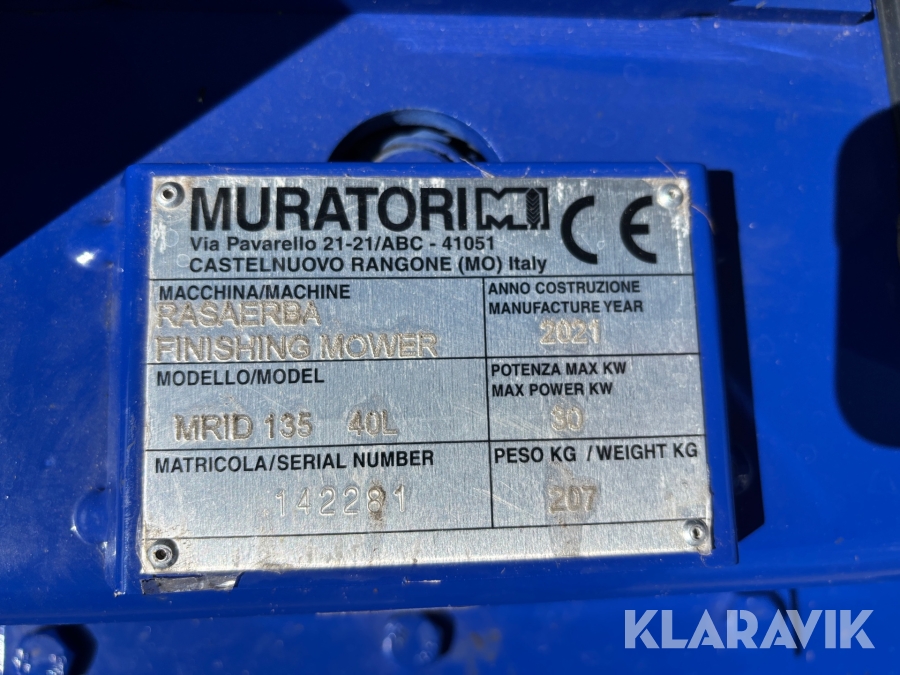 MURATORI M CE
Via Pavarello 21-21/ABC - 41051
CASTELNUOVO RANGONE (MO) Italy
MACCHINA/MACHINE
RASAERBA
FINISHING MOWER
ANNO COSTRUZIONE
MANUFACTURE YEAR
2021
MODELLO/MODEL
MRID 135 40L
POTENZA MAX KW
MAX POWER KW
MATRICOLA/SERIAL NUMBER
142281
PESO KG / WEIGHT KG
207
KLARAVIK